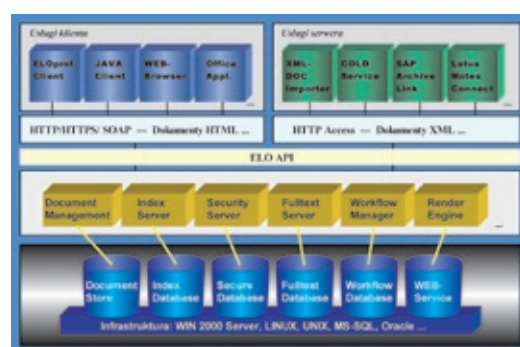 Usługi klienta
Usługi serwera
ELOprof Client
JAVA Client
WEB-Browser
Office Appl.
XML-DOC Importer
COLD Service
SAP Archive Link
Lotus Notes Connect
...
...
HTTP/HTTPS/ SOAP — Dokumenty HTML ...
HTTP Access — Dokumenty XML ...
ELO API
Document Management
Index Server
Security Server
Fulltext Server
Workflow Manager
Render Engine
...
Document Store
Index Database
Secure Database
Fulltext Database
Workflow Database
WEB-Service
Infrastruktura: WIN 2000 Server, LINUX, UNIX, MS-SQL, Oracle ...